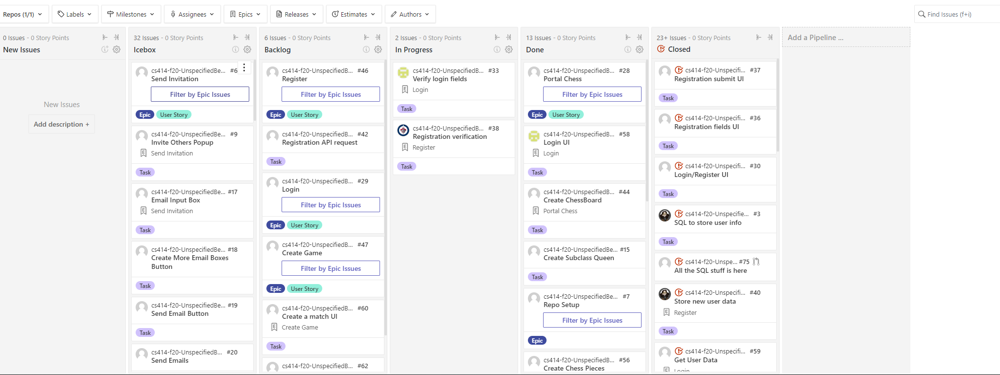 Repos (1/1)
Labels
Milestones
Assignees
Epics
Releases
Estimates
Authors
Find Issues (f+i)
0 Issues - 0 Story Points
New Issues
New Issues
Add description +
32 Issues - 0 Story Points
Icebox
cs414-f20-UnspecifiedBe... #6
Send Invitation
Filter by Epic Issues
Epic User Story
cs414-f20-UnspecifiedBe... #9
Invite Others Popup
Send Invitation
Task
cs414-f20-UnspecifiedBe... #17
Email Input Box
Send Invitation
Task
cs414-f20-UnspecifiedBe... #18
Create More Email Boxes
Button
Task
cs414-f20-UnspecifiedBe... #19
Send Email Button
Task
cs414-f20-UnspecifiedB... #20
Send Emails
6 Issues - 0 Story Points
Backlog
cs414-f20-UnspecifiedB... #46
Register
Filter by Epic Issues
Epic User Story
cs414-f20-UnspecifiedB... #42
Registration API request
Task
cs414-f20-UnspecifiedB... #29
Login
Filter by Epic Issues
Epic User Story
cs414-f20-UnspecifiedB... #47
Create Game
Filter by Epic Issues
Epic User Story
cs414-f20-UnspecifiedB... #60
Create a match UI
Create Game
Task
cs414-f20-UnspecifiedB... #62
2 Issues - 0 Story Points
In Progress
cs414-f20-UnspecifiedB... #33
Verify login fields
Login
Task
cs414-f20-UnspecifiedB... #38
Registration verification
Register
Task
13 Issues - 0 Story Points
Done
cs414-f20-UnspecifiedB... #28
Portal Chess
Filter by Epic Issues
Epic User Story
cs414-f20-UnspecifiedB... #58
Login UI
Login
Task
cs414-f20-UnspecifiedB... #44
Create ChessBoard
Portal Chess
Task
cs414-f20-UnspecifiedBe... #15
Create Subclass Queen
Task
cs414-f20-UnspecifiedBe... #7
Repo Setup
Filter by Epic Issues
Epic
cs414-f20-UnspecifiedB... #56
Create Chess Pieces
23+ Issues - 0 Story Points
Closed
cs414-f20-Unspecifi... #37
Registration submit UI
Task
cs414-f20-Unspecifi... #36
Registration fields UI
Task
cs414-f20-Unspecifi... #30
Login/Register UI
Task
cs414-f20-Unspecifie... #3
SQL to store user info
Task
cs414-f20-Unspe... #75
All the SQL stuff is here
cs414-f20-Unspecifi... #40
Store new user data
Register
Task
cs414-f20-Unspecifi... #59
Get User Data
Login
Add a Pipeline ...